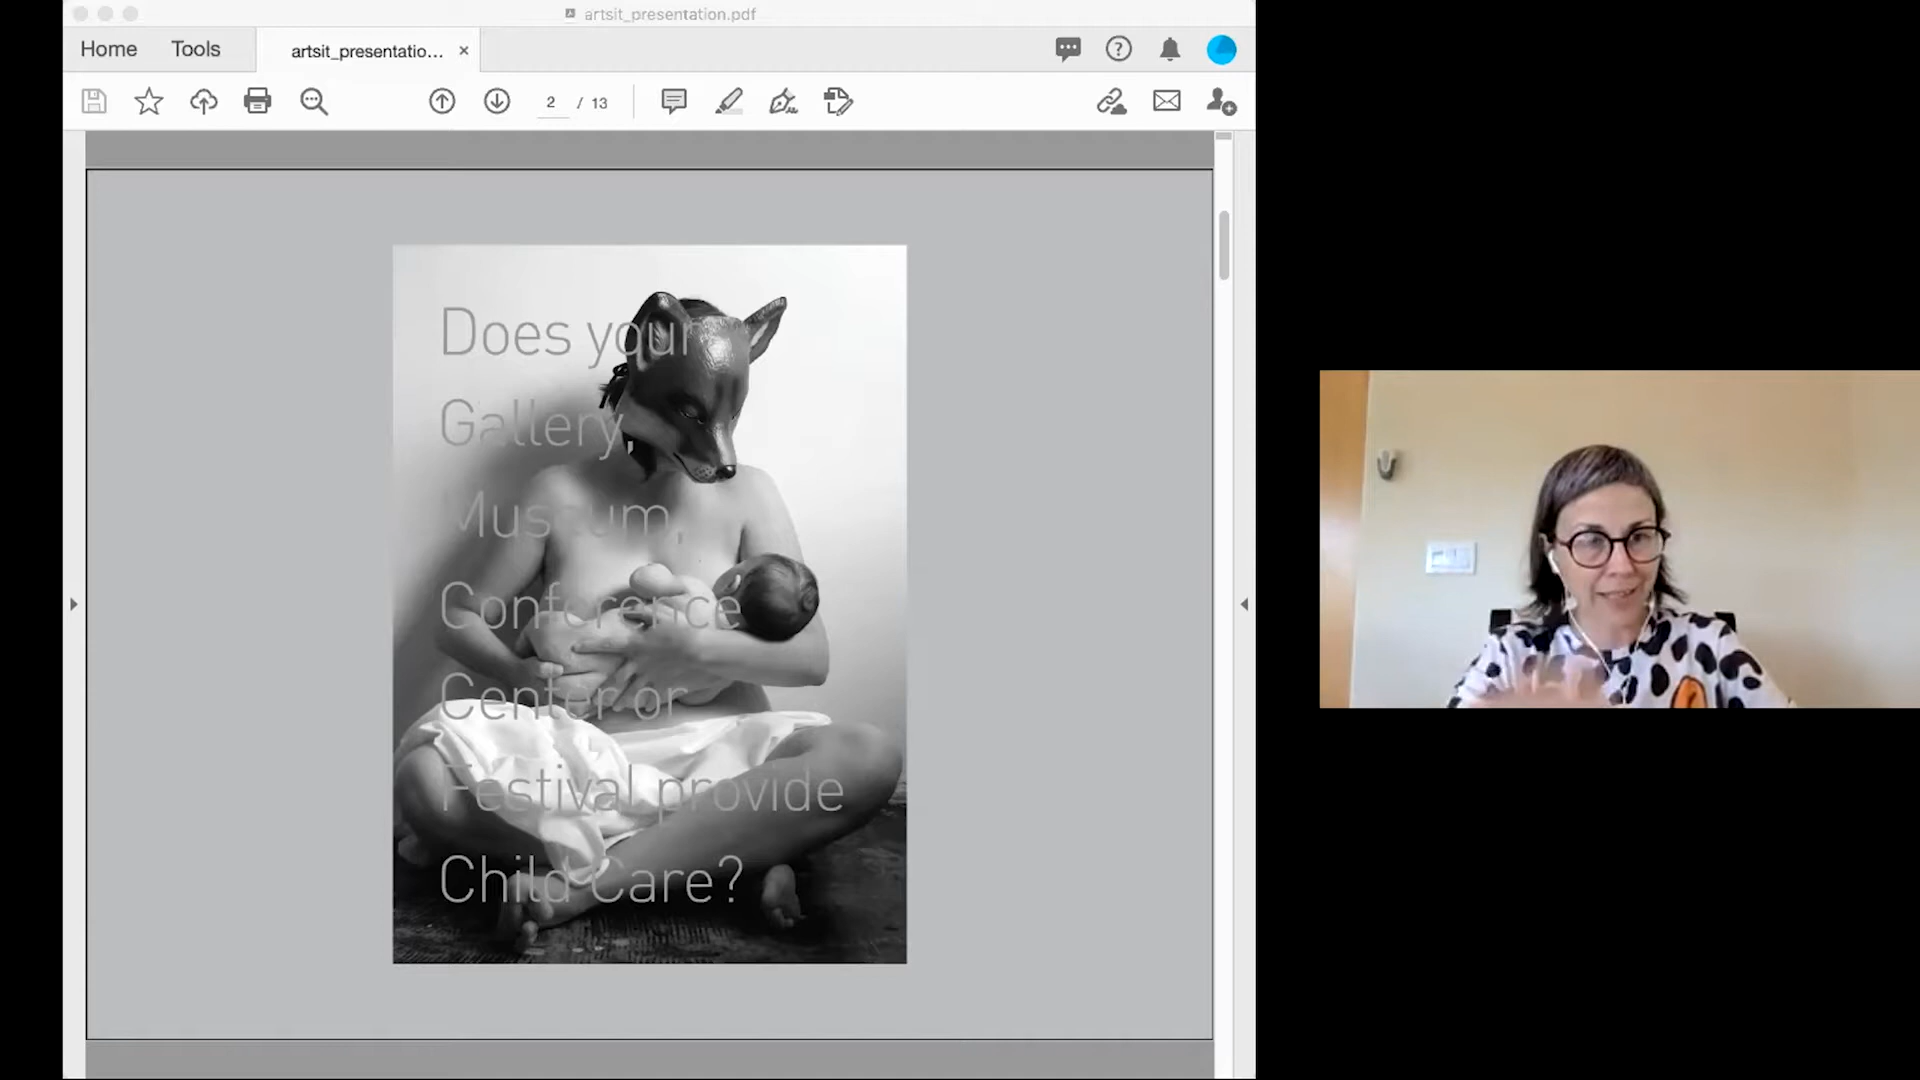 artsit_presentation.pdf
Home Tools artsit_presentatio...
2 / 13
Does your
Gallery,
Museum,
Conference
Center or
Festival provide
Child Care?